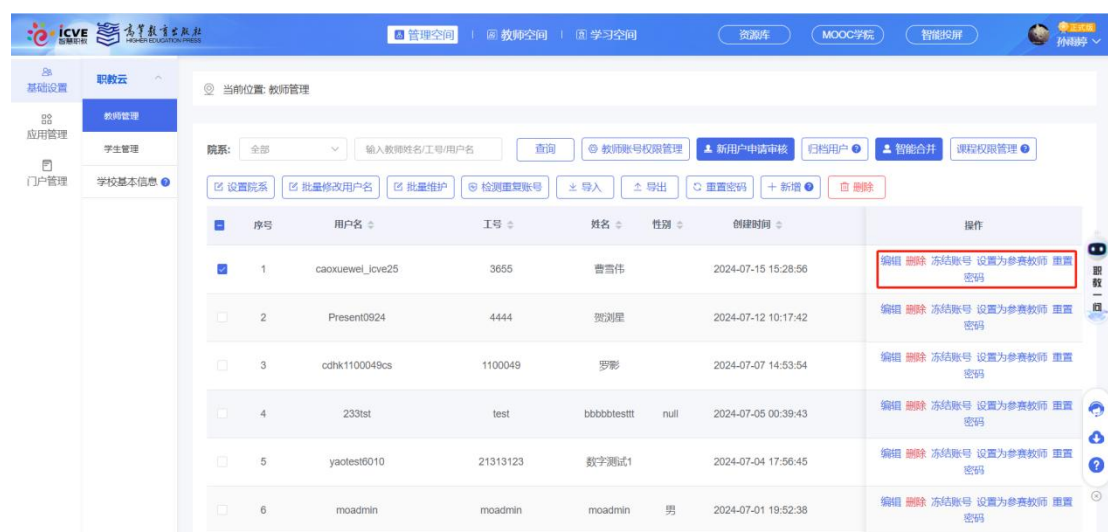 icve 智慧职教 高等教育出版社 HIGHER EDUCATION PRESS 管理空间 教师空间 学习空间 资源库 MOOC学院 智能投屏 正式版 孙雨婷
基础设置
应用管理
门户管理
职教云
教师管理
学生管理
学校基本信息
当前位置: 教师管理
院系: 全部 输入教师姓名/工号/用户名 查询 教师账号权限管理 新用户申请审核 归档用户 智能合并 课程权限管理
设置院系 批量修改用户名 批量维护 检测重复账号 导入 导出 重置密码 新增 删除
序号 用户名 工号 姓名 性别 创建时间 操作
1 caoxuewei_icve25 3655 曹雪伟 2024-07-15 15:28:56 编辑 删除 冻结账号 设置为参赛教师 重置
密码
2 Present0924 4444 贺浏星 2024-07-12 10:17:42 编辑 删除 冻结账号 设置为参赛教师 重置
密码
3 cdhk1100049cs 1100049 罗影 2024-07-07 14:53:54 编辑 删除 冻结账号 设置为参赛教师 重置
密码
4 233tst test bbbbbtesttt null 2024-07-05 00:39:43 编辑 删除 冻结账号 设置为参赛教师 重置
密码
5 yaotest6010 21313123 数字测试1 2024-07-04 17:56:45 编辑 删除 冻结账号 设置为参赛教师 重置
密码
6 moadmin moadmin moadmin 男 2024-07-01 19:52:38 编辑 删除 冻结账号 设置为参赛教师 重置
密码
职教一问